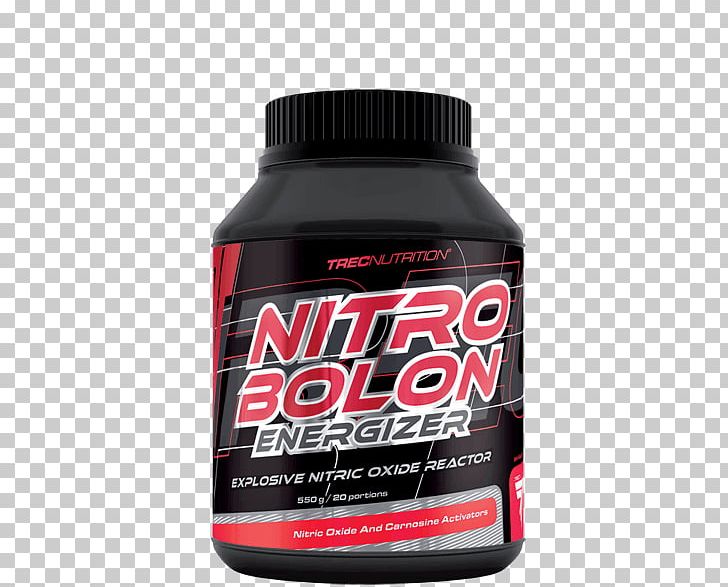 TRECNUTRITION®
NITRO
BOLON
ENERGIZER
EXPLOSIVE NITRIC OXIDE REACTOR
550 g / 20 portions
Nitric Oxide And Carnosine Activators